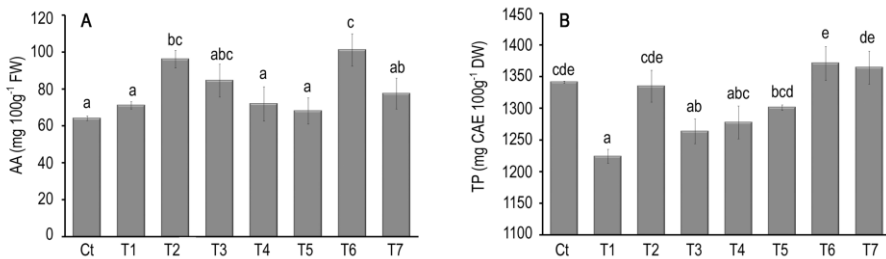 A
AA (mg 100g⁻¹ FW)
120
100
80
60
40
20
0
a
a
bc
abc
a
a
c
ab
Ct T1 T2 T3 T4 T5 T6 T7
B
TP (mg CAE 100g⁻¹ DW)
1450
1400
1350
1300
1250
1200
1150
1100
cde
a
cde
ab
abc
bcd
e
de
Ct T1 T2 T3 T4 T5 T6 T7